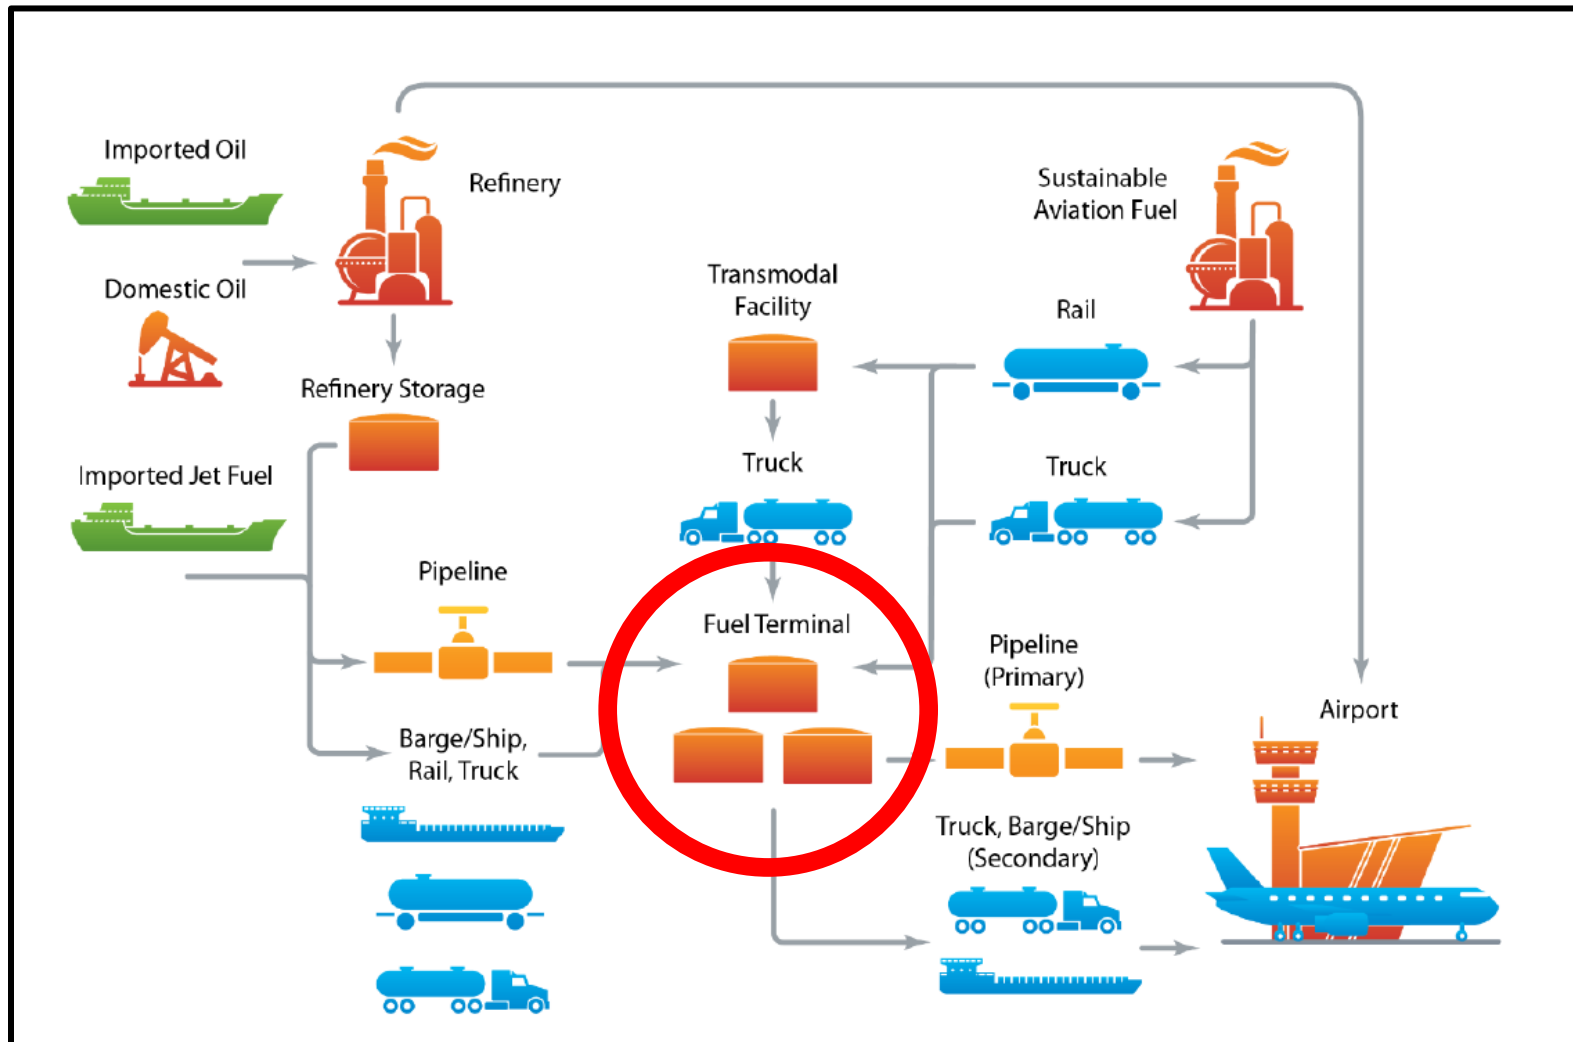 Imported Oil
Refinery
Domestic Oil
Refinery Storage
Imported Jet Fuel
Pipeline
Barge/Ship,
Rail, Truck
Transmodal
Facility
Truck
Fuel Terminal
Sustainable
Aviation Fuel
Rail
Truck
Pipeline
(Primary)
Truck, Barge/Ship
(Secondary)
Airport